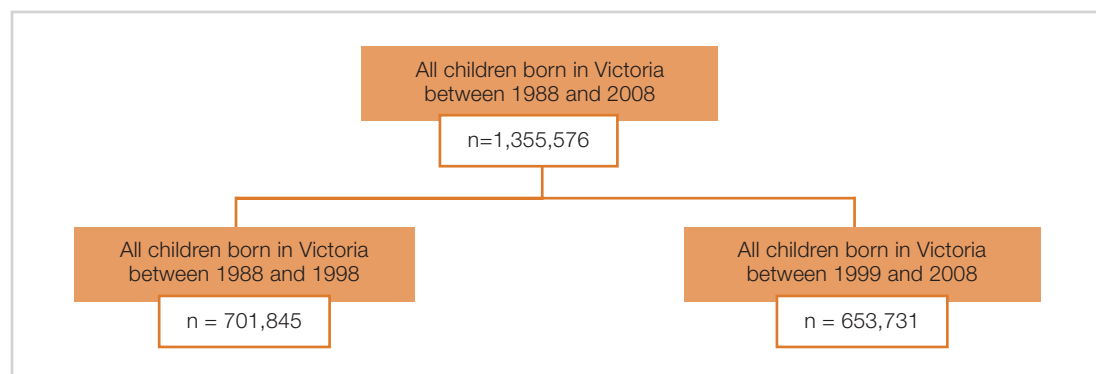 All children born in Victoria
between 1988 and 2008
n=1,355,576
All children born in Victoria
between 1988 and 1998
n = 701,845
All children born in Victoria
between 1999 and 2008
n = 653,731